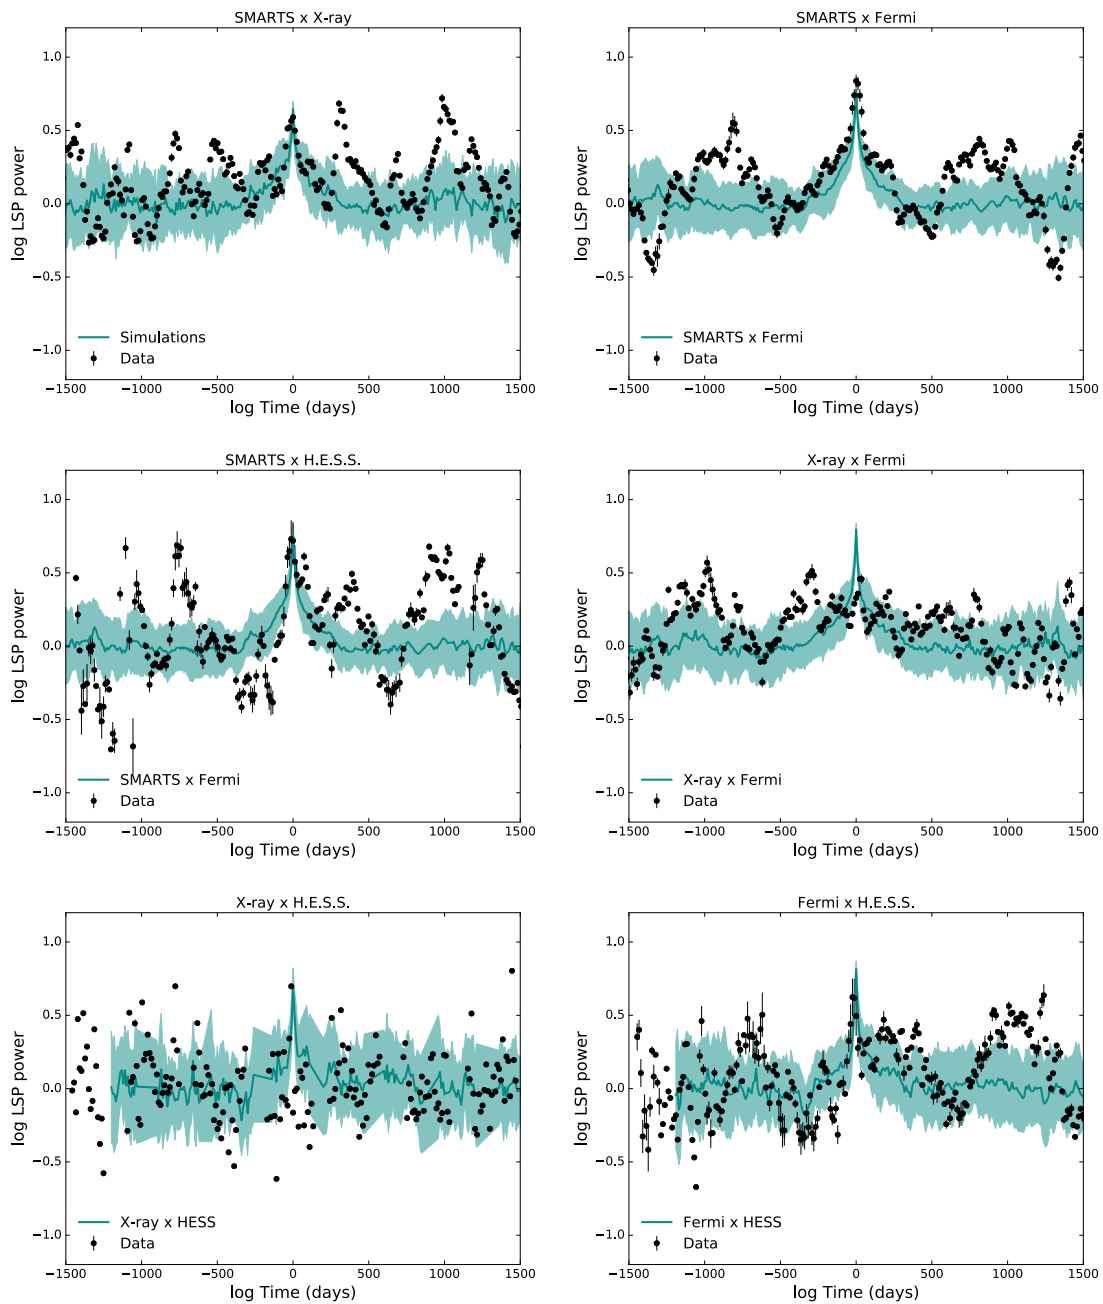 SMARTS x X-ray
1.0
0.5
0.0
−0.5
−1.0
log LSP power
Simulations
Data
−1500 −1000 −500 0 500 1000 1500
log Time (days)
SMARTS x Fermi
1.0
0.5
0.0
−0.5
−1.0
log LSP power
SMARTS x Fermi
Data
−1500 −1000 −500 0 500 1000 1500
log Time (days)
SMARTS x H.E.S.S.
1.0
0.5
0.0
−0.5
−1.0
log LSP power
SMARTS x Fermi
Data
−1500 −1000 −500 0 500 1000 1500
log Time (days)
X-ray x Fermi
1.0
0.5
0.0
−0.5
−1.0
log LSP power
X-ray x Fermi
Data
−1500 −1000 −500 0 500 1000 1500
log Time (days)
X-ray x H.E.S.S.
1.0
0.5
0.0
−0.5
−1.0
log LSP power
X-ray x HESS
Data
−1500 −1000 −500 0 500 1000 1500
log Time (days)
Fermi x H.E.S.S.
1.0
0.5
0.0
−0.5
−1.0
log LSP power
Fermi x HESS
Data
−1500 −1000 −500 0 500 1000 1500
log Time (days)